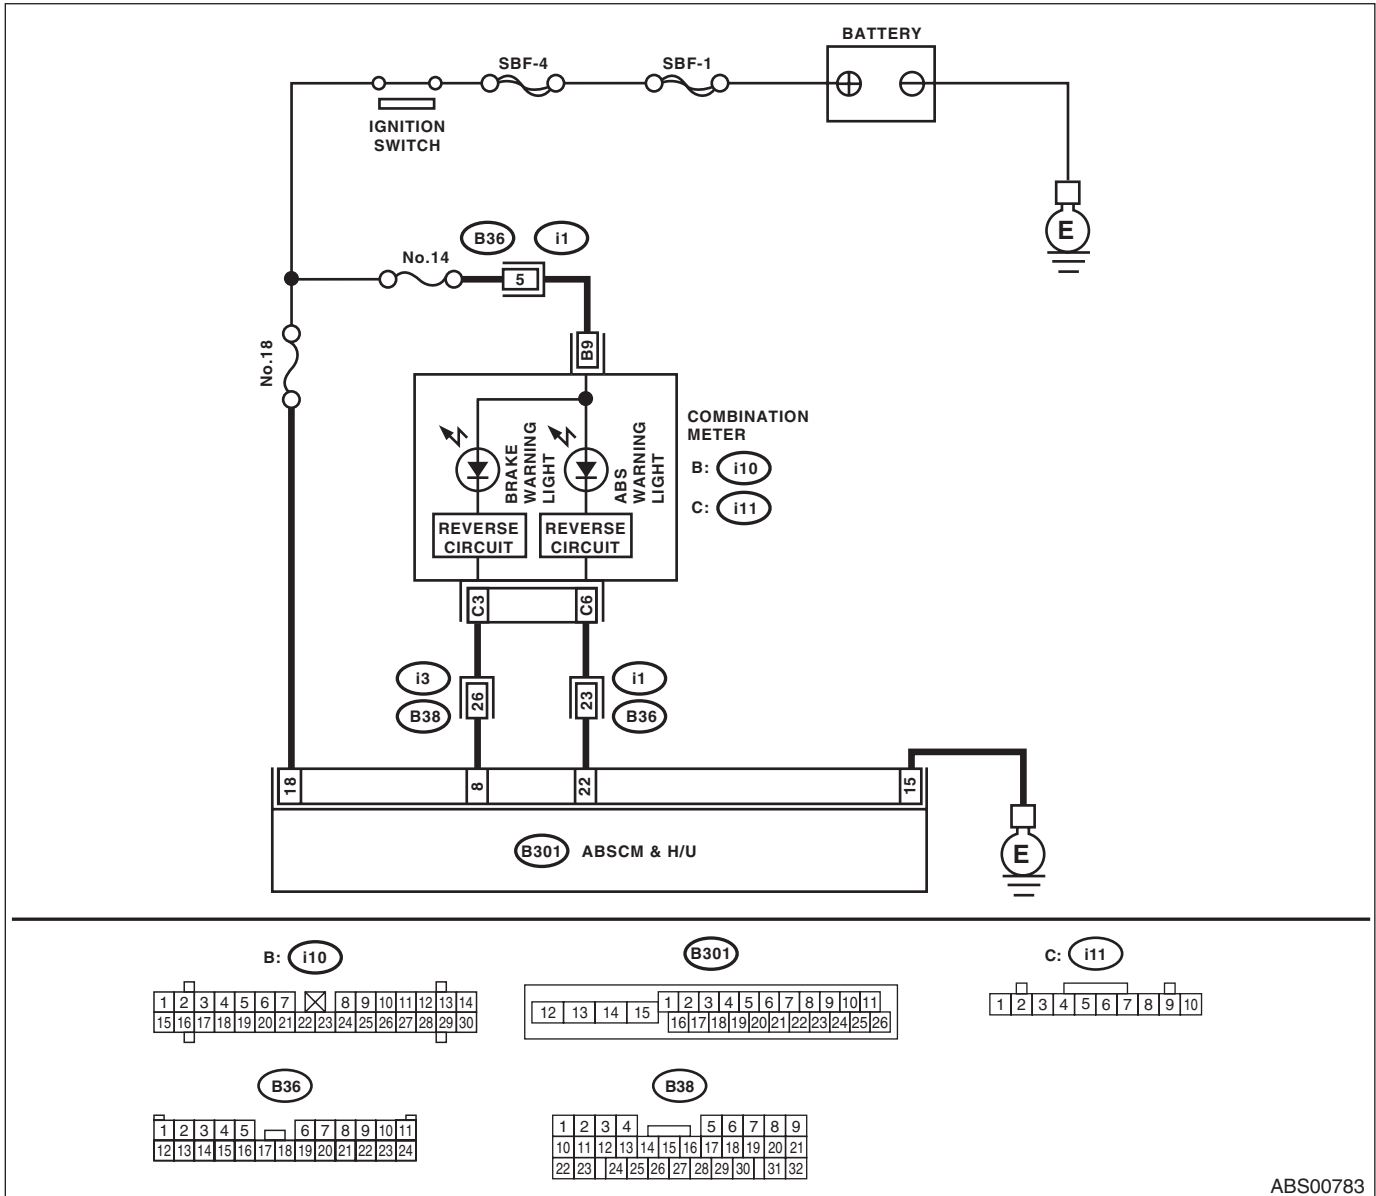 BATTERY
SBF-4
SBF-1
IGNITION
SWITCH
E
B36
i1
No.14
5
B9
No.18
COMBINATION
METER
B: i10
C: i11
BRAKE
WARNING
LIGHT
ABS
WARNING
LIGHT
REVERSE
CIRCUIT
REVERSE
CIRCUIT
C3
C6
i3
B38
26
23
i1
B36
18
8
22
15
B301 ABSCM & H/U
E
B: i10
1 2 3 4 5 6 7 8 9 10 11 12 13 14
15 16 17 18 19 20 21 22 23 24 25 26 27 28 29 30
B301
12 13 14 15
1 2 3 4 5 6 7 8 9 10 11
16 17 18 19 20 21 22 23 24 25 26
C: i11
1 2 3 4 5 6 7 8 9 10
B36
1 2 3 4 5 6 7 8 9 10 11
12 13 14 15 16 17 18 19 20 21 22 23 24
B38
1 2 3 4 5 6 7 8 9
10 11 12 13 14 15 16 17 18 19 20 21
22 23 24 25 26 27 28 29 30 31 32
ABS00783